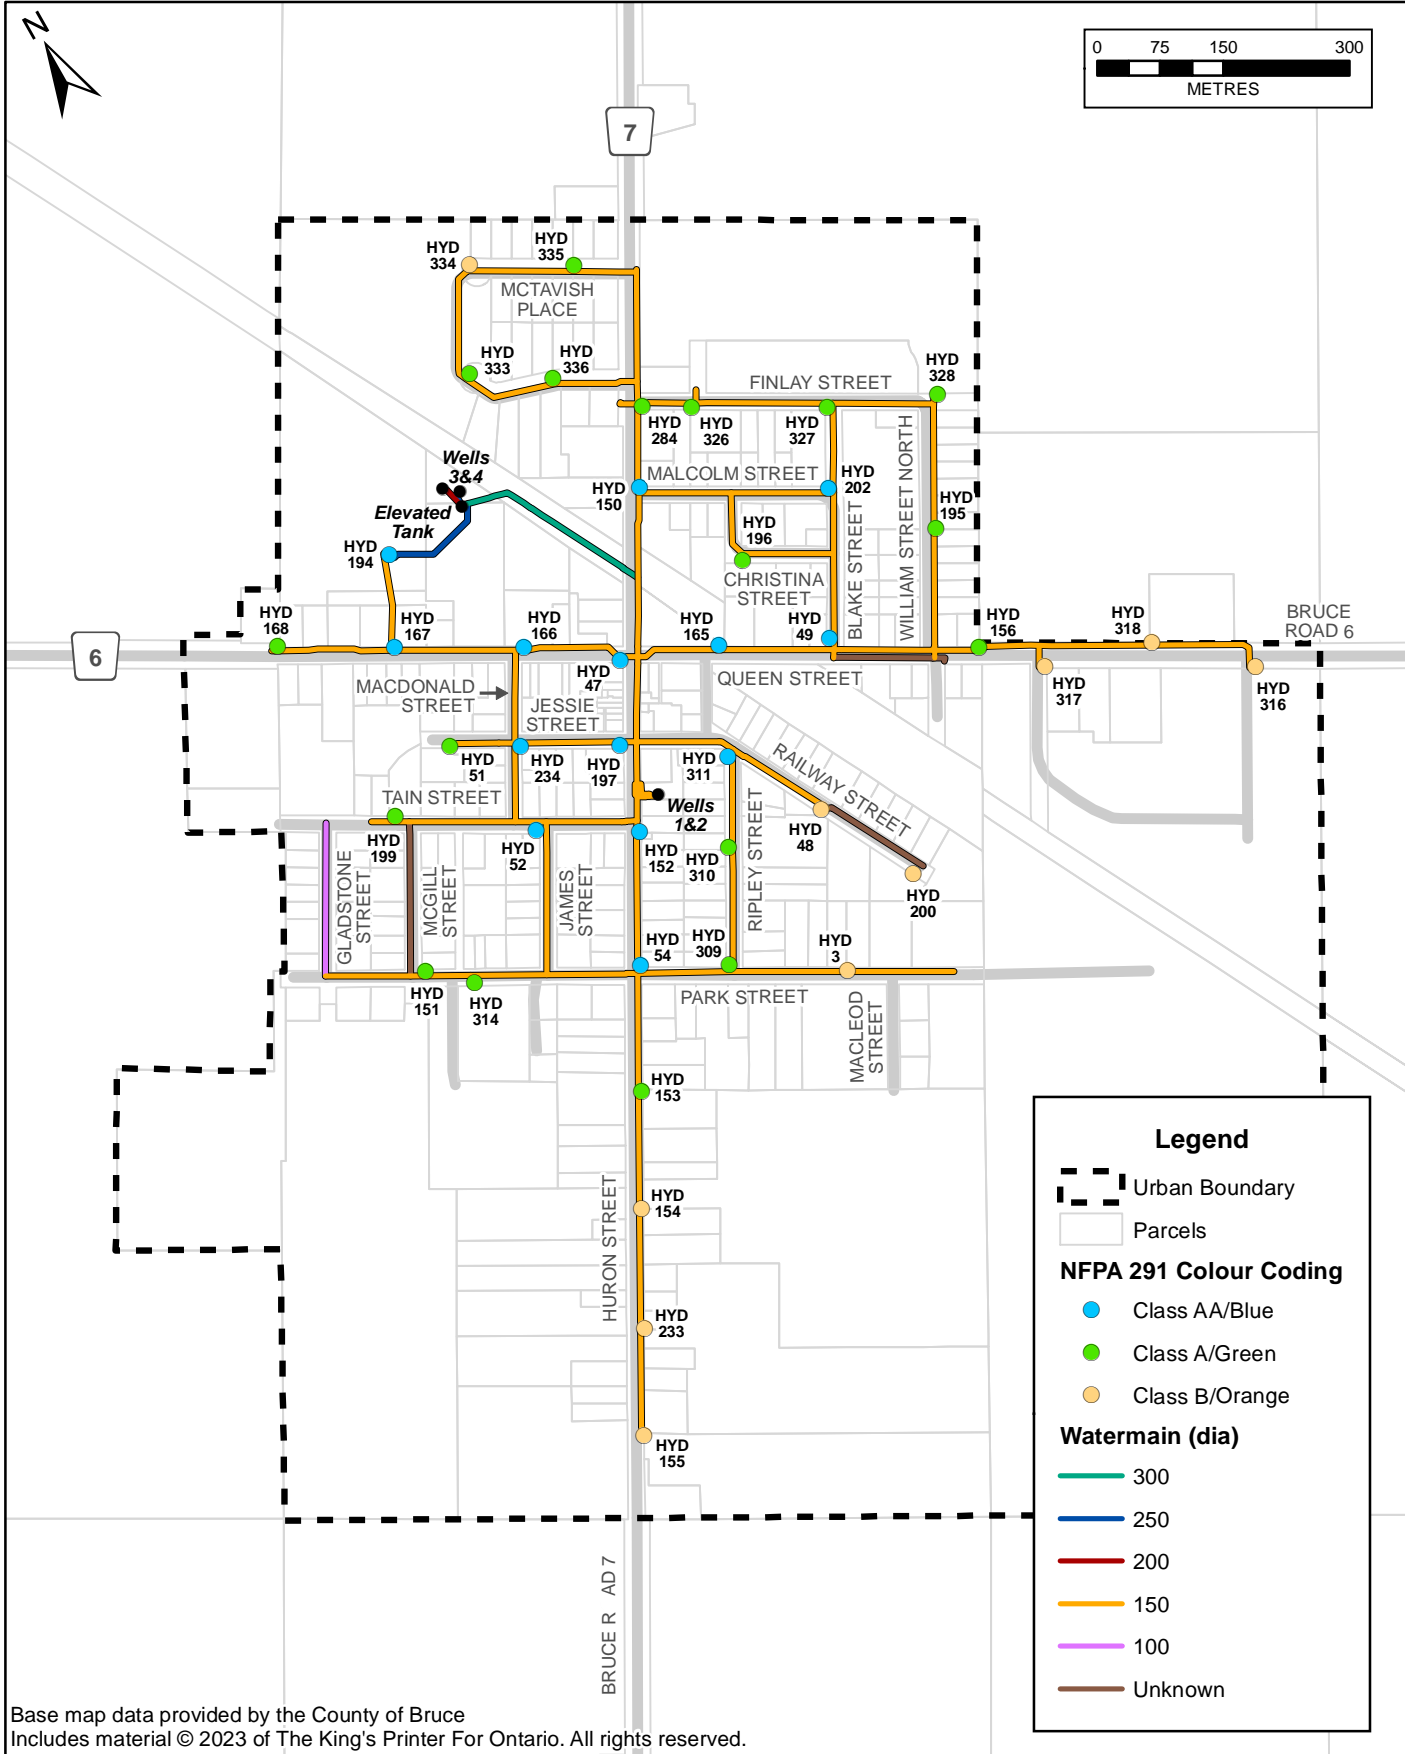 N
0 75 150 300
METRES
7
HYD
334
HYD
335
MCTAVISH
PLACE
HYD
333
HYD
336
FINLAY STREET
HYD
328
HYD
284
HYD
326
HYD
327
WILLIAM STREET NORTH
MALCOLM STREET
Wells
3&4
HYD
150
HYD
202
Elevated
Tank
HYD
194
HYD
196
HYD
195
BLAKE STREET
CHRISTINA
STREET
HYD
168
HYD
167
HYD
166
HYD
165
HYD
49
HYD
156
HYD
318
BRUCE
ROAD 6
6
HYD
47
QUEEN STREET
HYD
317
HYD
316
MACDONALD
STREET
JESSIE
STREET
HYD
51
HYD
234
HYD
197
HYD
311
RAILWAY STREET
TAIN STREET
Wells
1&2
RIPLEY STREET
HYD
48
HYD
199
HYD
52
HYD
152
HYD
310
GLADSTONE
STREET
MCGILL
STREET
JAMES
STREET
HYD
200
HYD
54
HYD
309
HYD
3
HYD
151
HYD
314
PARK STREET
MACLEOD
STREET
HYD
153
HYD
154
HURON STREET
HYD
233
HYD
155
BRUCE R AD 7
Legend
Urban Boundary
Parcels
NFPA 291 Colour Coding
Class AA/Blue
Class A/Green
Class B/Orange
Watermain (dia)
300
250
200
150
100
Unknown
Base map data provided by the County of Bruce
Includes material © 2023 of The King's Printer For Ontario. All rights reserved.